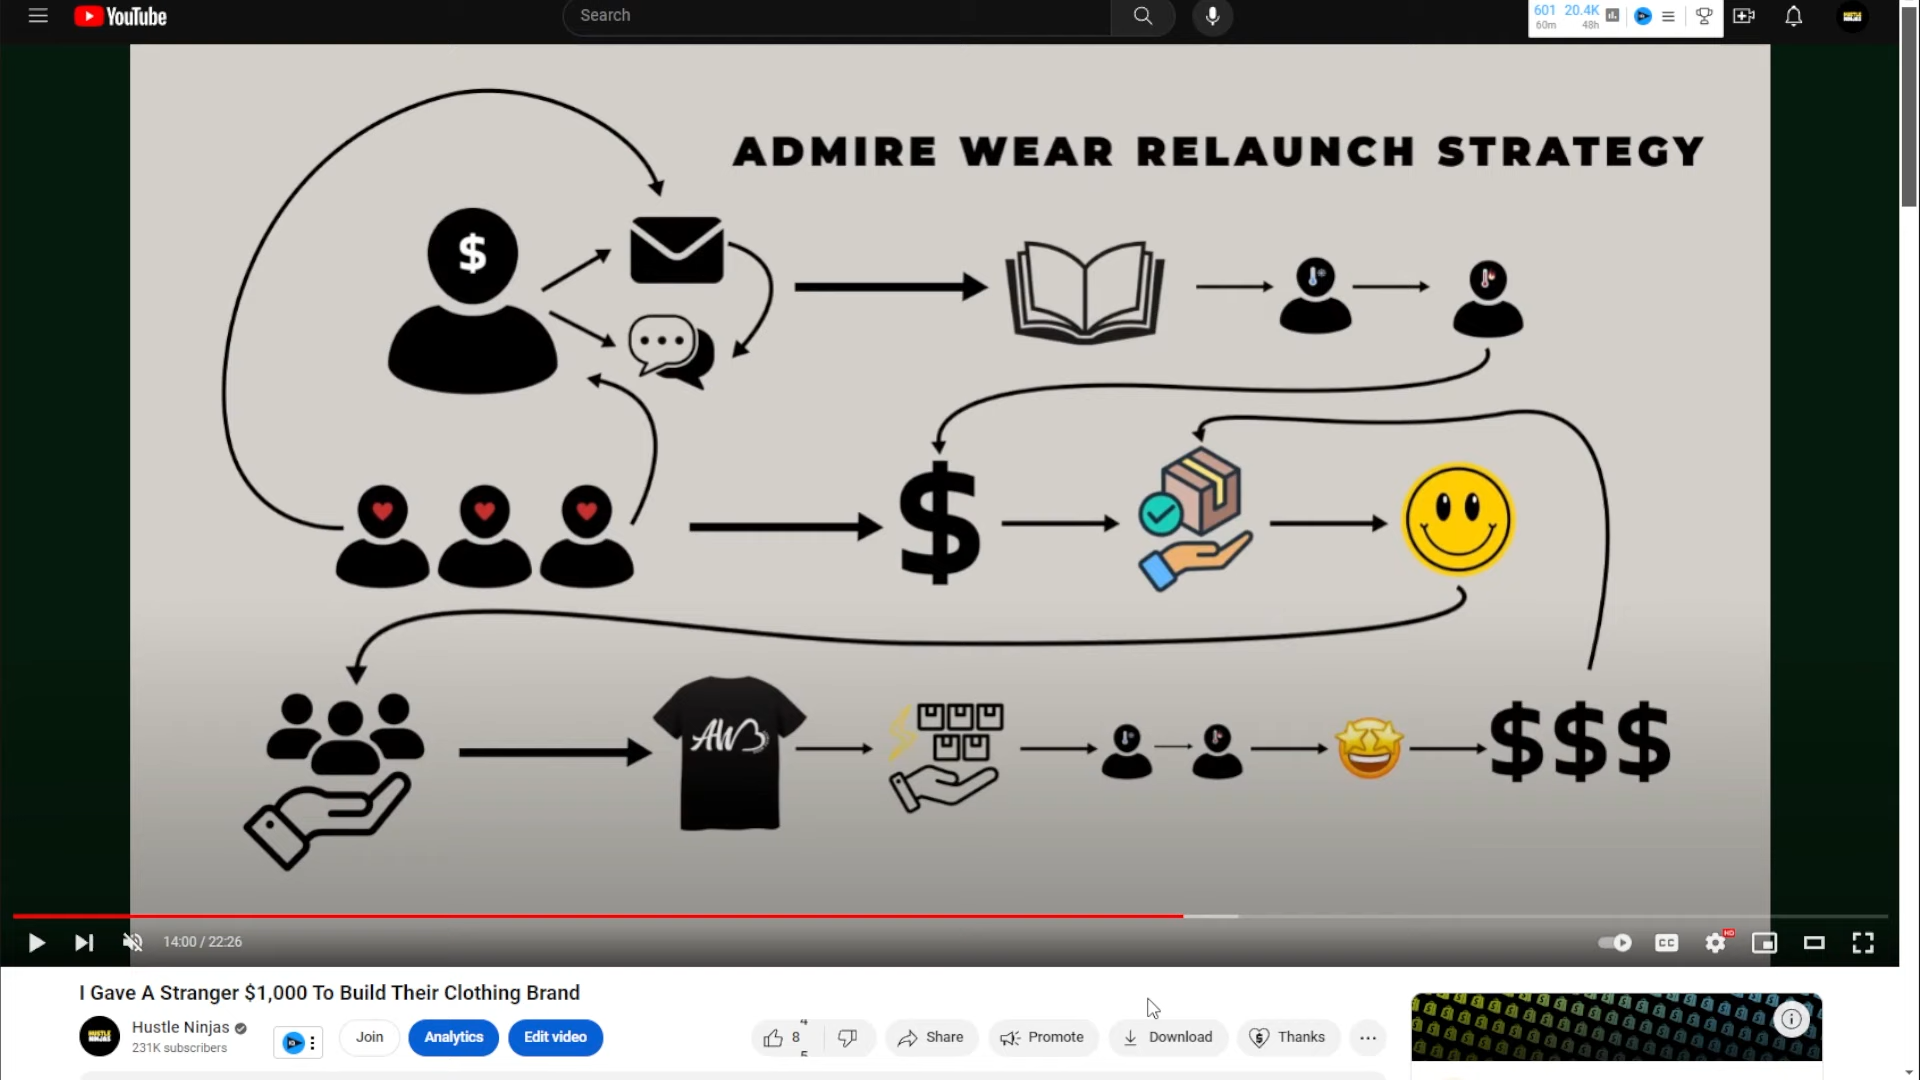 YouTube
Search
601 20.4K
60m 48h
ADMIRE WEAR RELAUNCH STRATEGY
$
$
AW
$$$
14:00 / 22:26
CC
HD
I Gave A Stranger $1,000 To Build Their Clothing Brand
Hustle Ninjas
231K subscribers
Join
Analytics
Edit video
8
Share
Promote
Download
Thanks